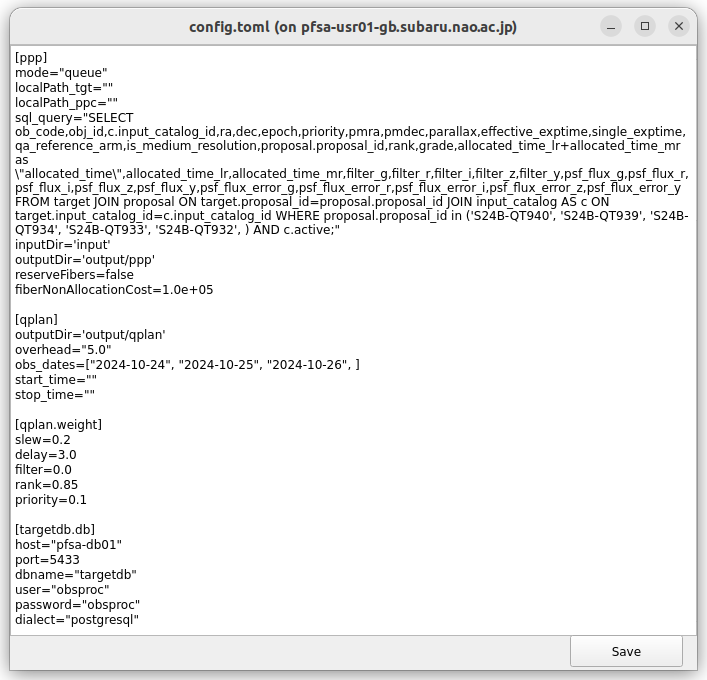 config.toml (on pfsa-usr01-gb.subaru.nao.ac.jp)
[ppp]
mode="queue"
localPath_tgt=""
localPath_ppc=""
sql_query="SELECT
ob_code,obj_id,c.input_catalog_id,ra,dec,epoch,priority,pmra,pmdec,parallax,effective_exptime,single_exptime,
qa_reference_arm,is_medium_resolution,proposal.proposal_id,rank,grade,allocated_time_lr+allocated_time_mr
as
\"allocated_time\",allocated_time_lr,allocated_time_mr,filter_g,filter_r,filter_i,filter_z,filter_y,psf_flux_g,psf_flux_r,
psf_flux_i,psf_flux_z,psf_flux_y,psf_flux_error_g,psf_flux_error_r,psf_flux_error_i,psf_flux_error_z,psf_flux_error_y
FROM target JOIN proposal ON target.proposal_id=proposal.proposal_id JOIN input_catalog AS c ON
target.input_catalog_id=c.input_catalog_id WHERE proposal.proposal_id in ('S24B-QT940', 'S24B-QT939', 'S24B-
QT934', 'S24B-QT933', 'S24B-QT932', ) AND c.active;"
inputDir='input'
outputDir='output/ppp'
reserveFibers=false
fiberNonAllocationCost=1.0e+05
[qplan]
outputDir='output/qplan'
overhead="5.0"
obs_dates=["2024-10-24", "2024-10-25", "2024-10-26", ]
start_time=""
stop_time=""
[qplan.weight]
slew=0.2
delay=3.0
filter=0.0
rank=0.85
priority=0.1
[targetdb.db]
host="pfsa-db01"
port=5433
dbname="targetdb"
user="obsproc"
password="obsproc"
dialect="postgresql"
Save